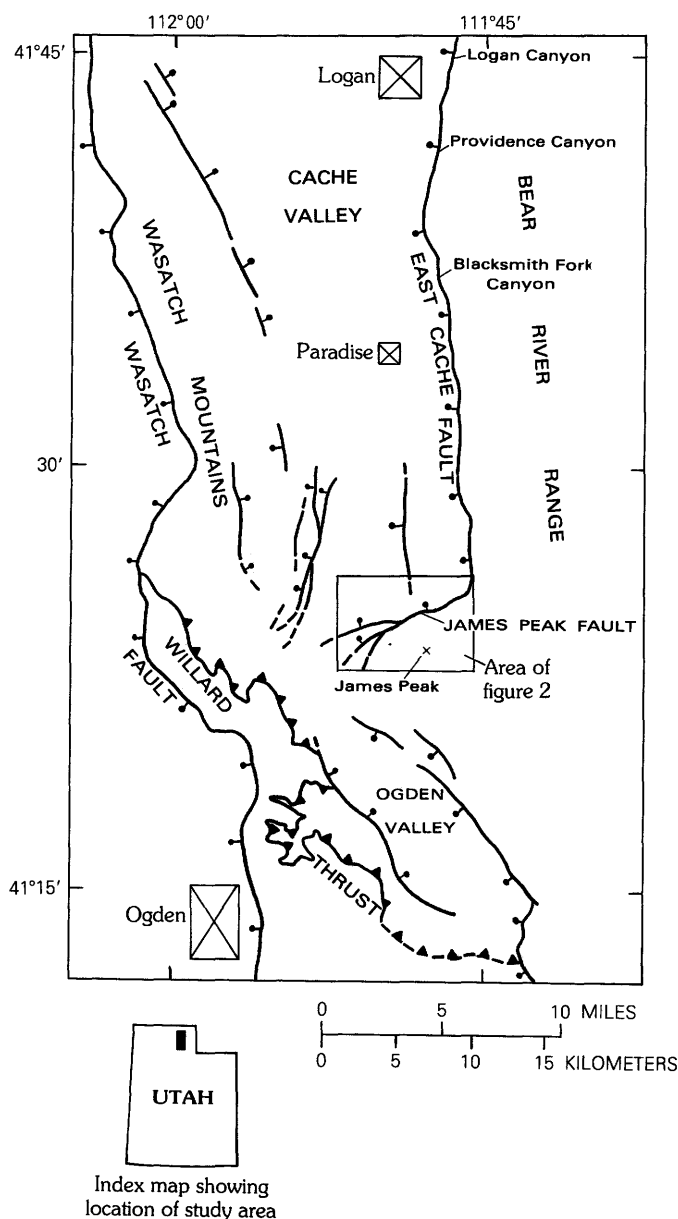 112°00′
111°45′
41°45′
Logan
Logan Canyon
Providence Canyon
CACHE
VALLEY
BEAR
WASATCH
EAST
Blacksmith Fork
Canyon
Paradise
CACHE
RIVER
WASATCH
MOUNTAINS
FAULT
30′
RANGE
JAMES PEAK FAULT
James Peak
Area of
figure 2
FAULT
WILLARD
OGDEN
VALLEY
THRUST
41°15′
Ogden
0 5 10 MILES
0 5 10 15 KILOMETERS
UTAH
Index map showing
location of study area